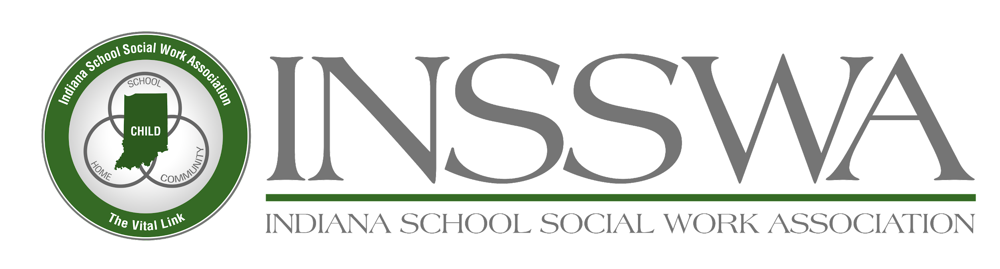 Indiana School Social Work Association
SCHOOL
CHILD
HOME
COMMUNITY
The Vital Link
INSSWA
INDIANA SCHOOL SOCIAL WORK ASSOCIATION